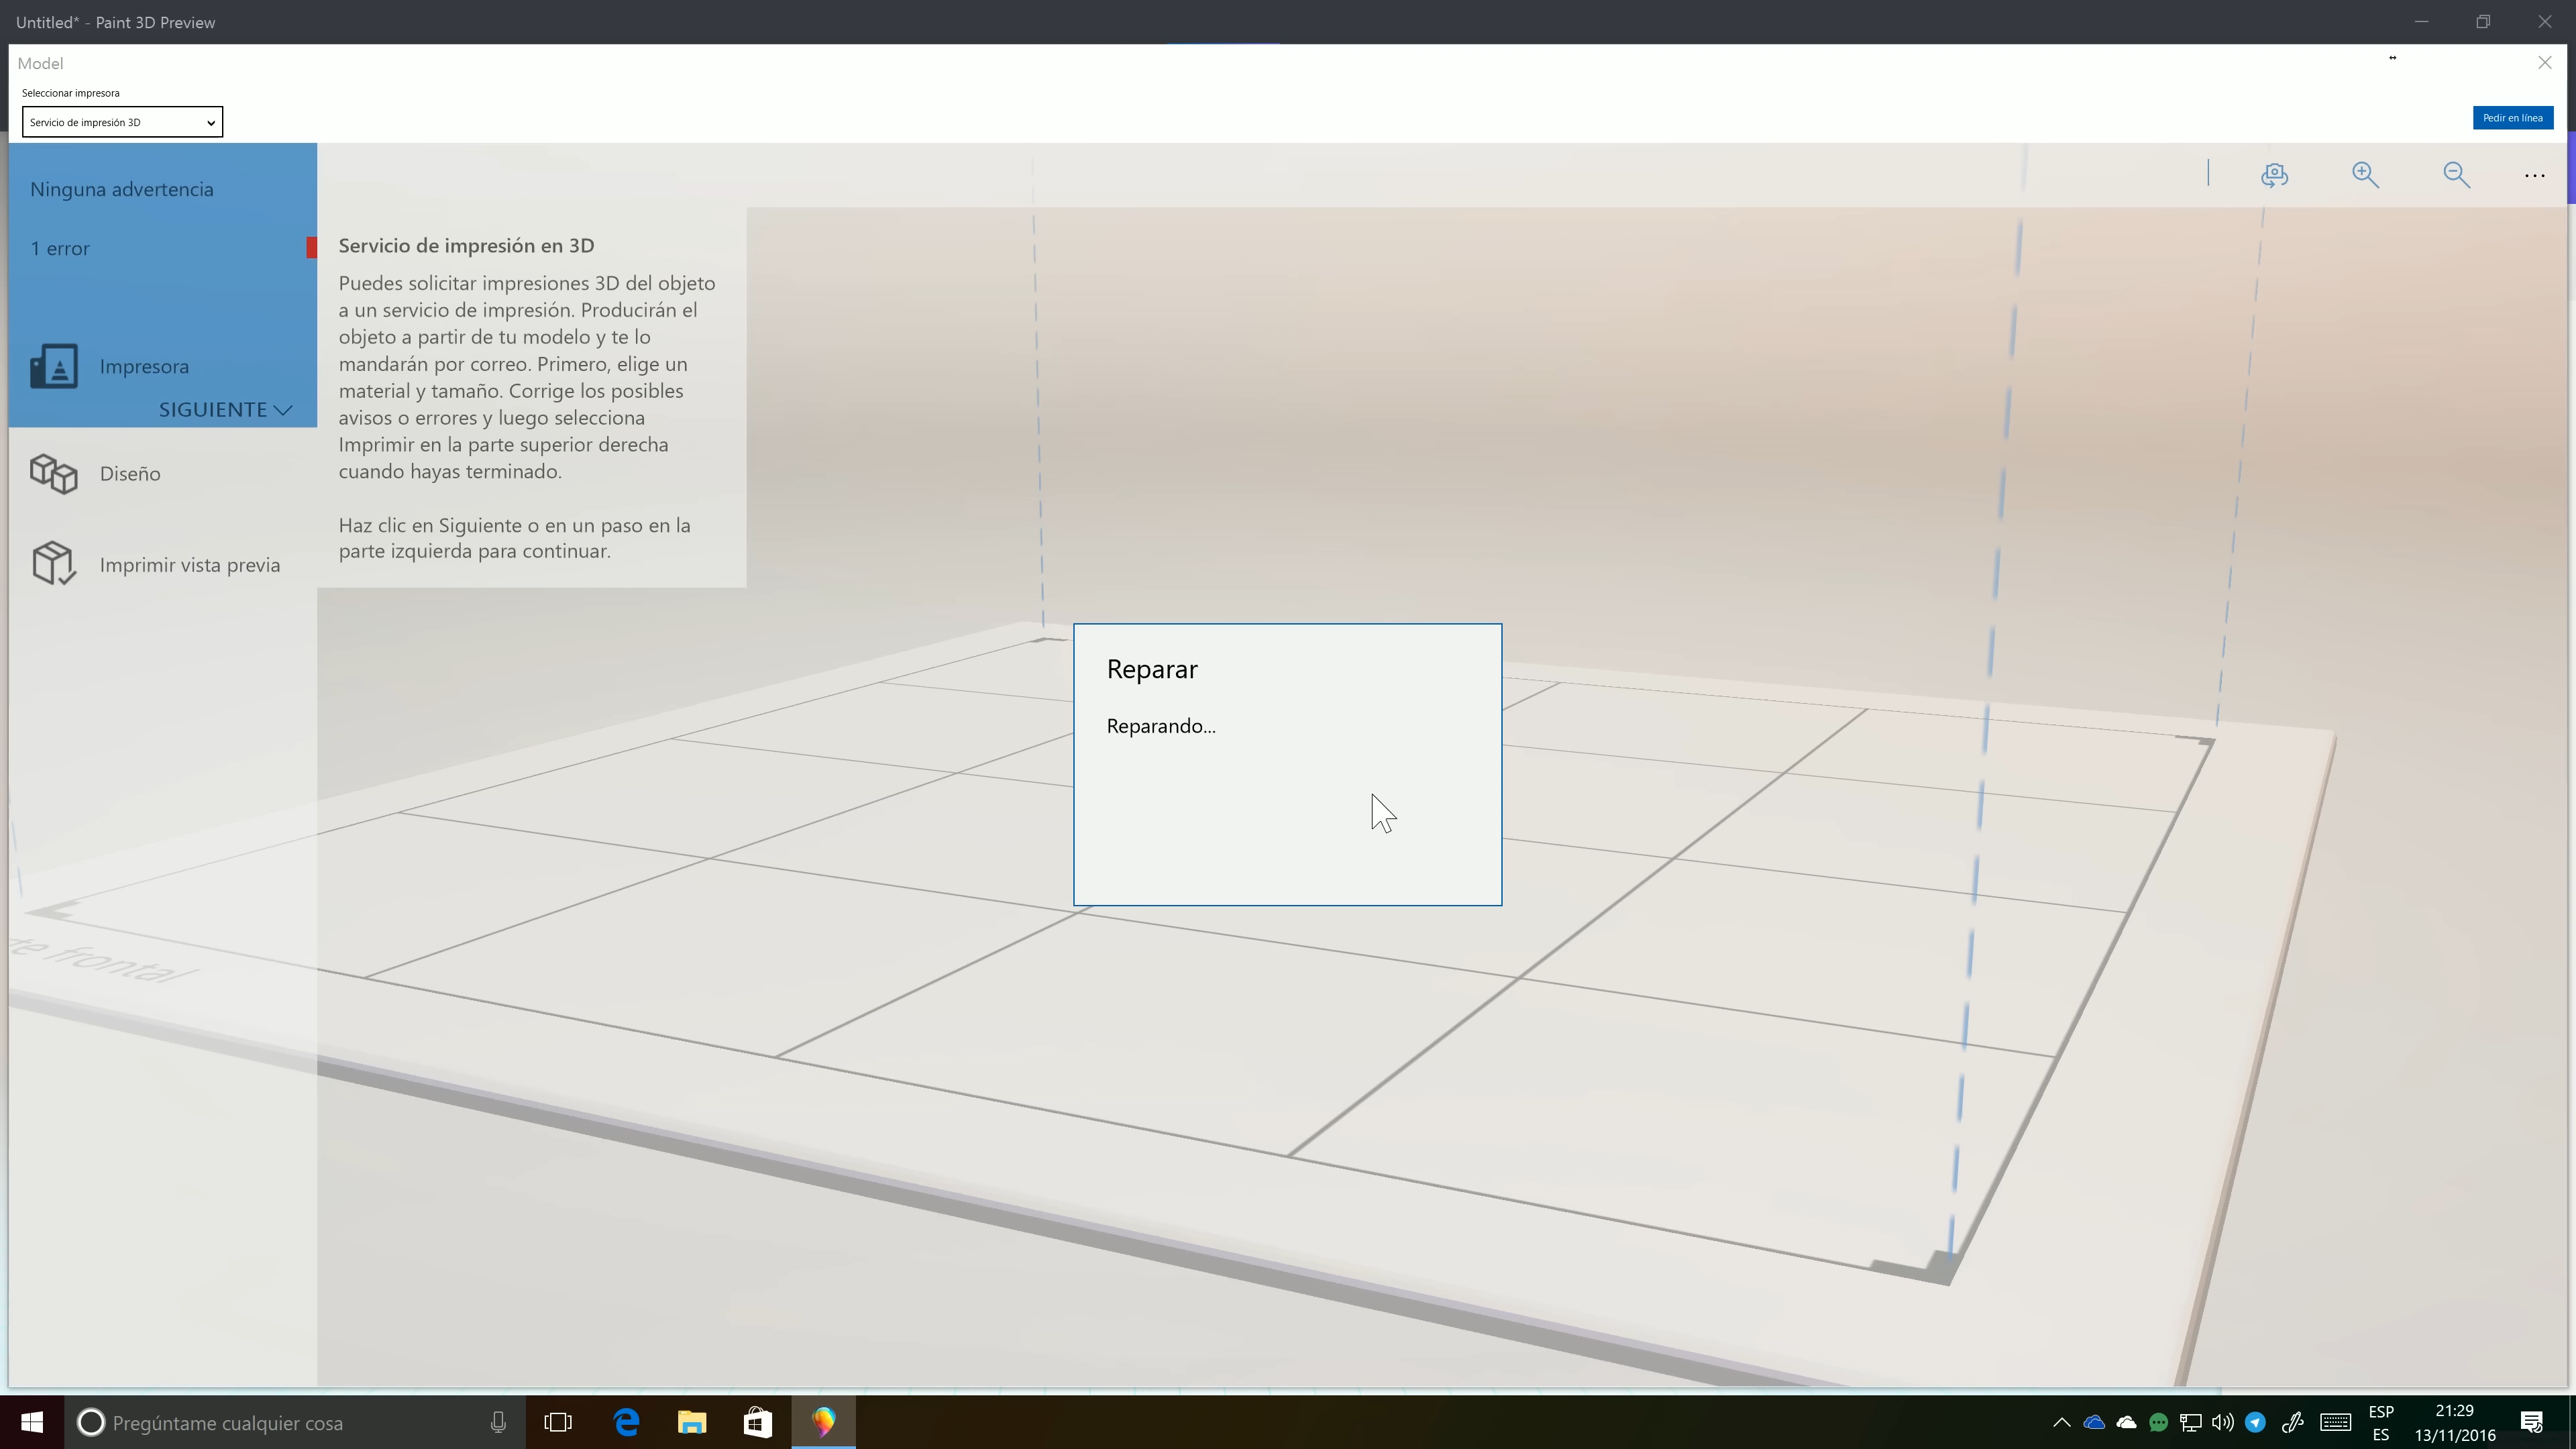 Untitled* - Paint 3D Preview
Model
Seleccionar impresora
Servicio de impresión 3D
Pedir en línea
Ninguna advertencia
1 error
Impresora
SIGUIENTE
Diseño
Imprimir vista previa
Servicio de impresión en 3D
Puedes solicitar impresiones 3D del objeto
a un servicio de impresión. Producirán el
objeto a partir de tu modelo y te lo
mandarán por correo. Primero, elige un
material y tamaño. Corrige los posibles
avisos o errores y luego selecciona
Imprimir en la parte superior derecha
cuando hayas terminado.
Haz clic en Siguiente o en un paso en la
parte izquierda para continuar.
Reparar
Reparando...
te frontal
Pregúntame cualquier cosa
ESP
ES
21:29
13/11/2016